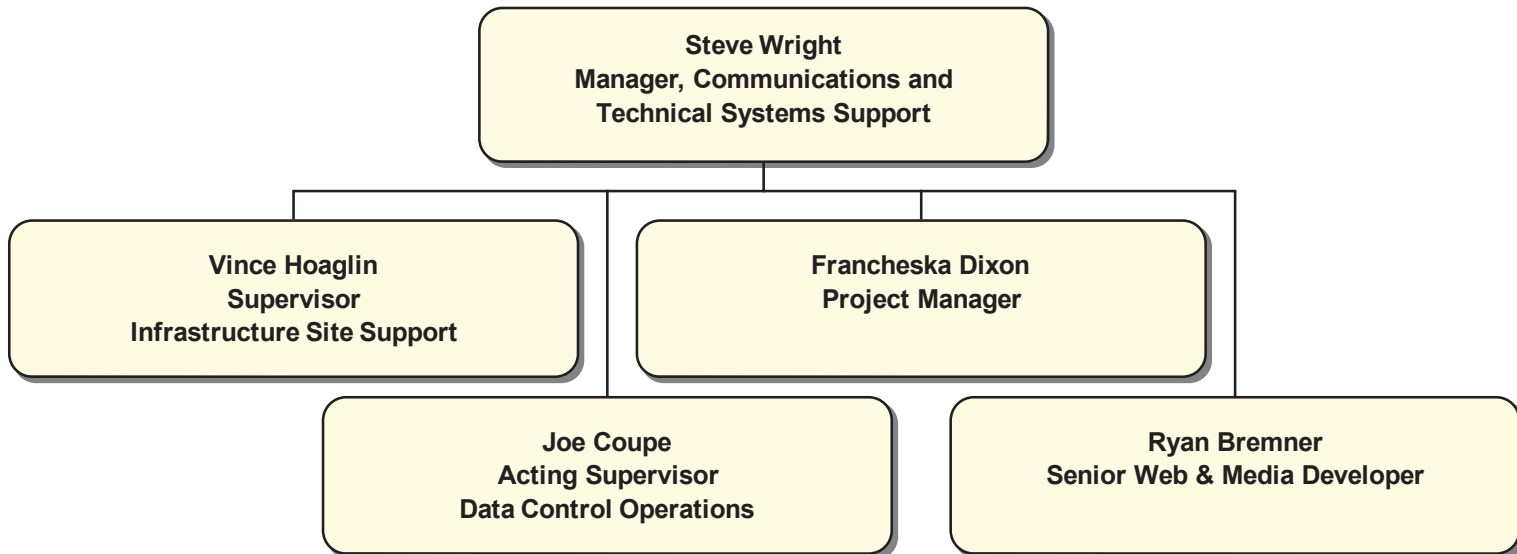 Steve Wright
Manager, Communications and
Technical Systems Support
Vince Hoaglin
Supervisor
Infrastructure Site Support
Francheska Dixon
Project Manager
Joe Coupe
Acting Supervisor
Data Control Operations
Ryan Bremner
Senior Web & Media Developer